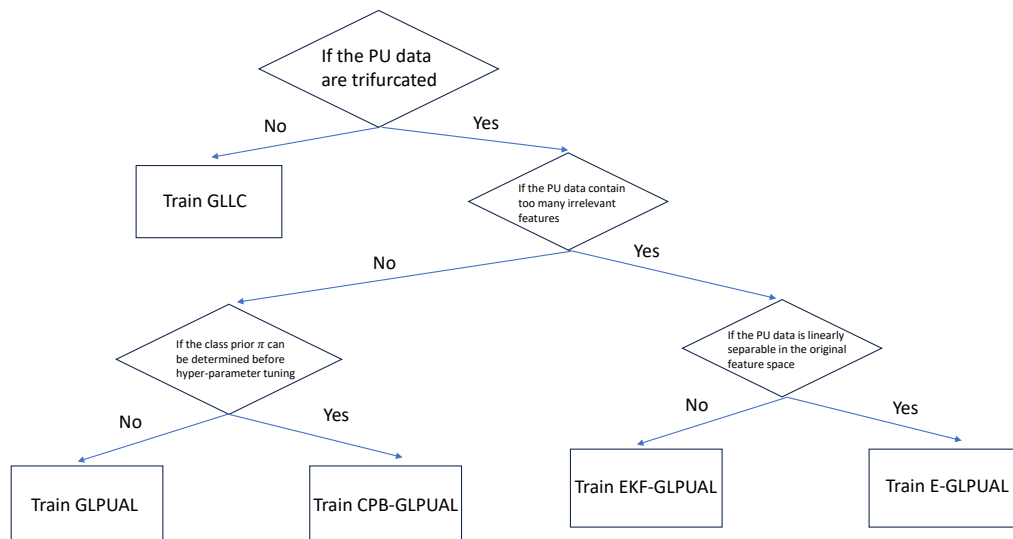 If the PU data
are trifurcated
No
Yes
Train GLLC
If the PU data contain
too many irrelevant
features
No
Yes
If the class prior π can
be determined before
hyper-parameter tuning
If the PU data is linearly
separable in the original
feature space
No
Yes
No
Yes
Train GLPUAL
Train CPB-GLPUAL
Train EKF-GLPUAL
Train E-GLPUAL